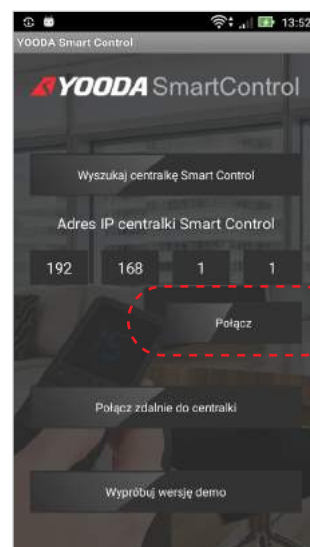 13:52
YOODA Smart Control
YOODA SmartControl
Wyszukaj centralkę Smart Control
Adres IP centralki Smart Control
192 168 1 1
Połącz
Połącz zdalnie do centralki
Wypróbuj wersję demo